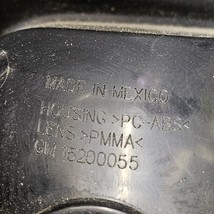 MADE IN MEXICO
HOUSING >PC-ABS<
LENS >PMMA<
GM 15200055